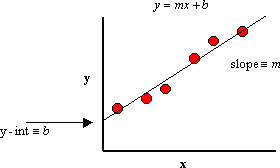 y = mx + b
y
slope ≡ m
y - int ≡ b
x